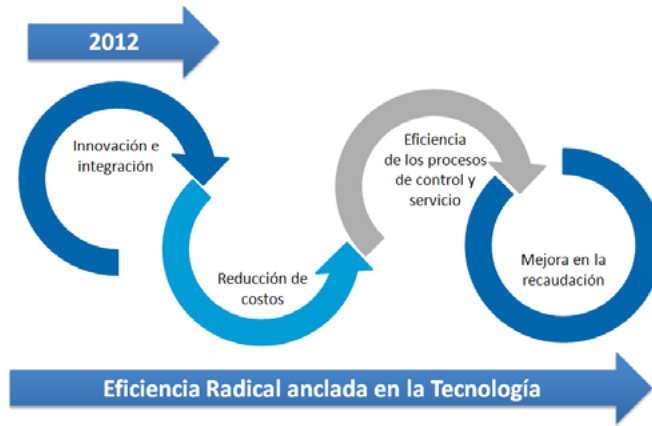 2012
Innovación e
integración
Reducción de
costos
Eficiencia
de los procesos
de control y
servicio
Mejora en la
recaudación
Eficiencia Radical anclada en la Tecnología